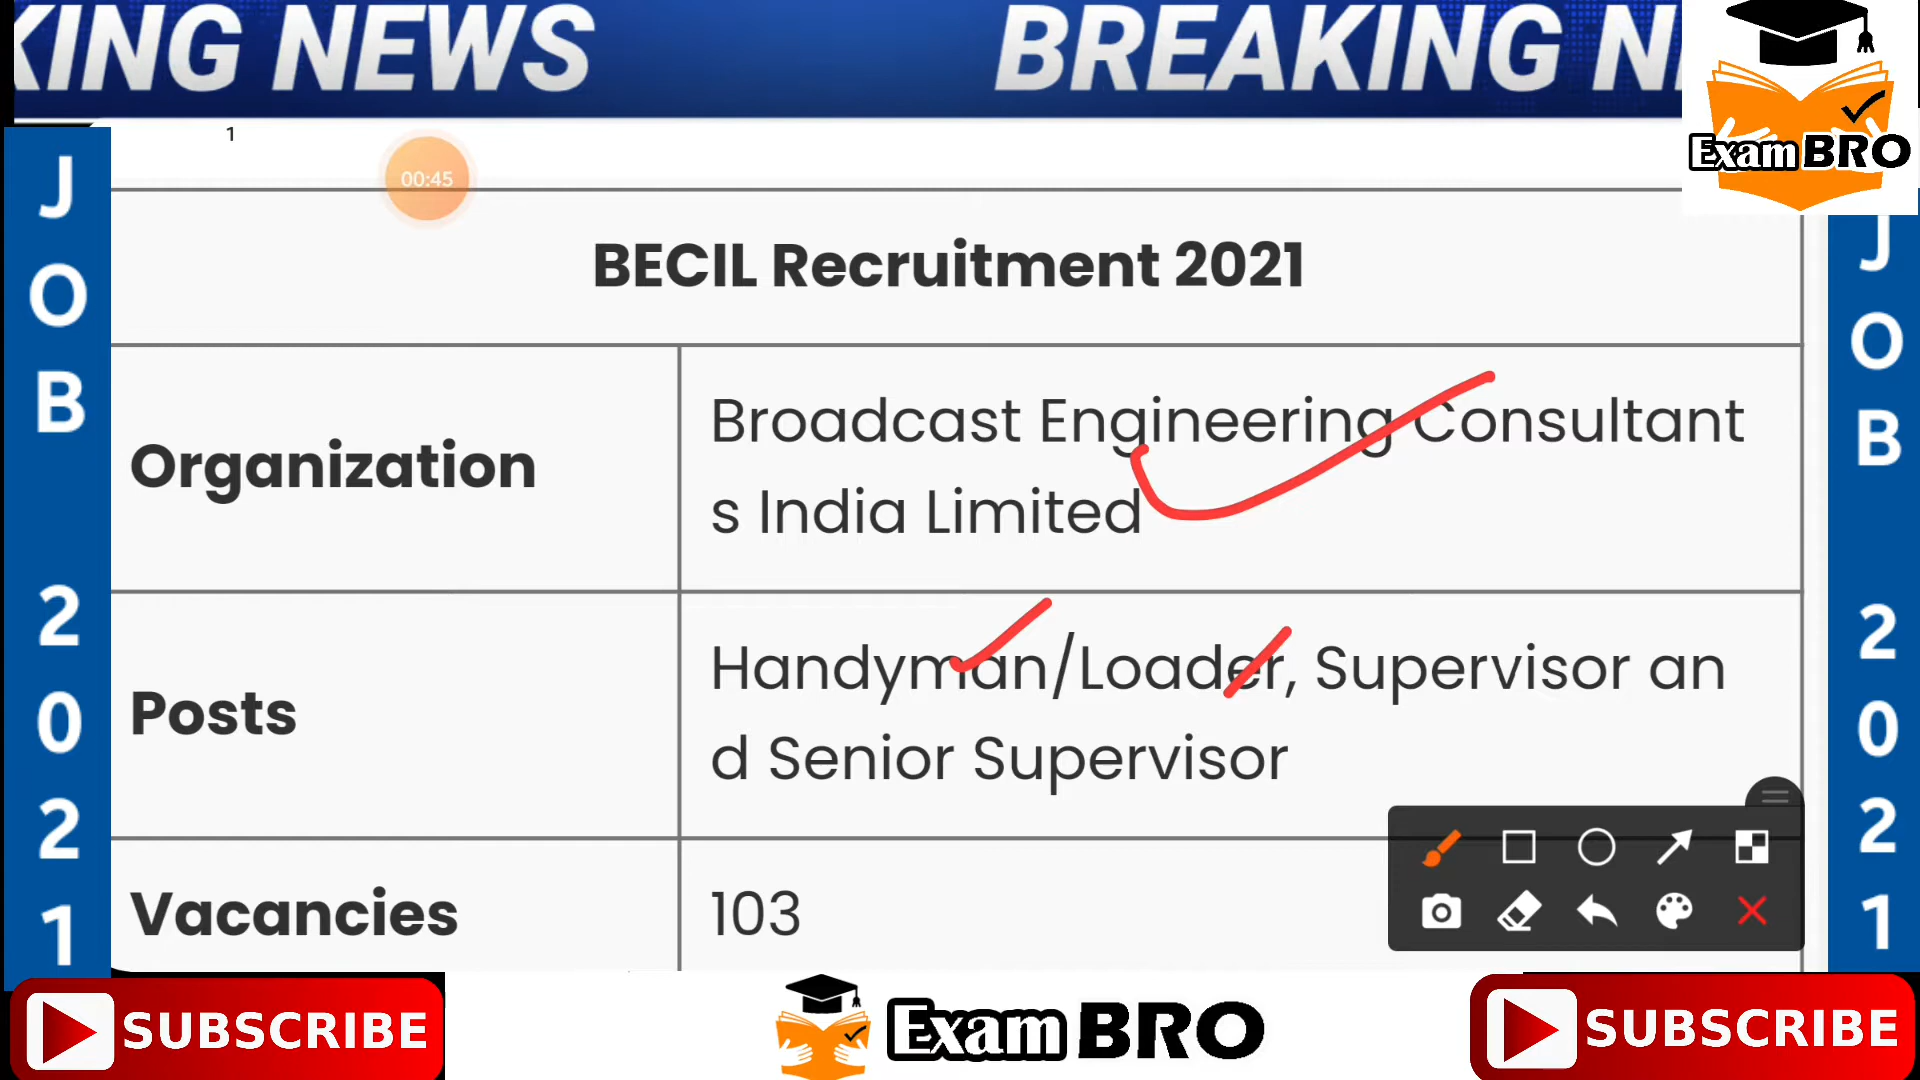 KING NEWS
BREAKING N
Exam BRO
1
00:45
JOB 2021
BECIL Recruitment 2021
Organization
Broadcast Engineering Consultant
s India Limited
Posts
Handyman/Loader, Supervisor an
d Senior Supervisor
Vacancies
103
JOB 2021
SUBSCRIBE
Exam BRO
SUBSCRIBE